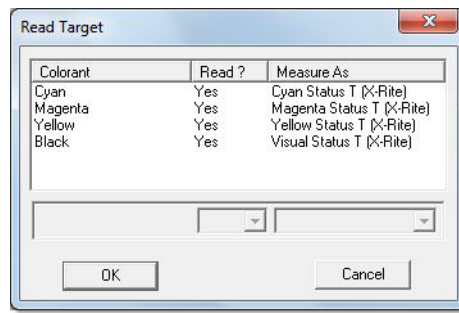 Read Target
Colorant Read ? Measure As
Cyan Yes Cyan Status T (X-Rite)
Magenta Yes Magenta Status T (X-Rite)
Yellow Yes Yellow Status T (X-Rite)
Black Yes Visual Status T (X-Rite)
OK Cancel